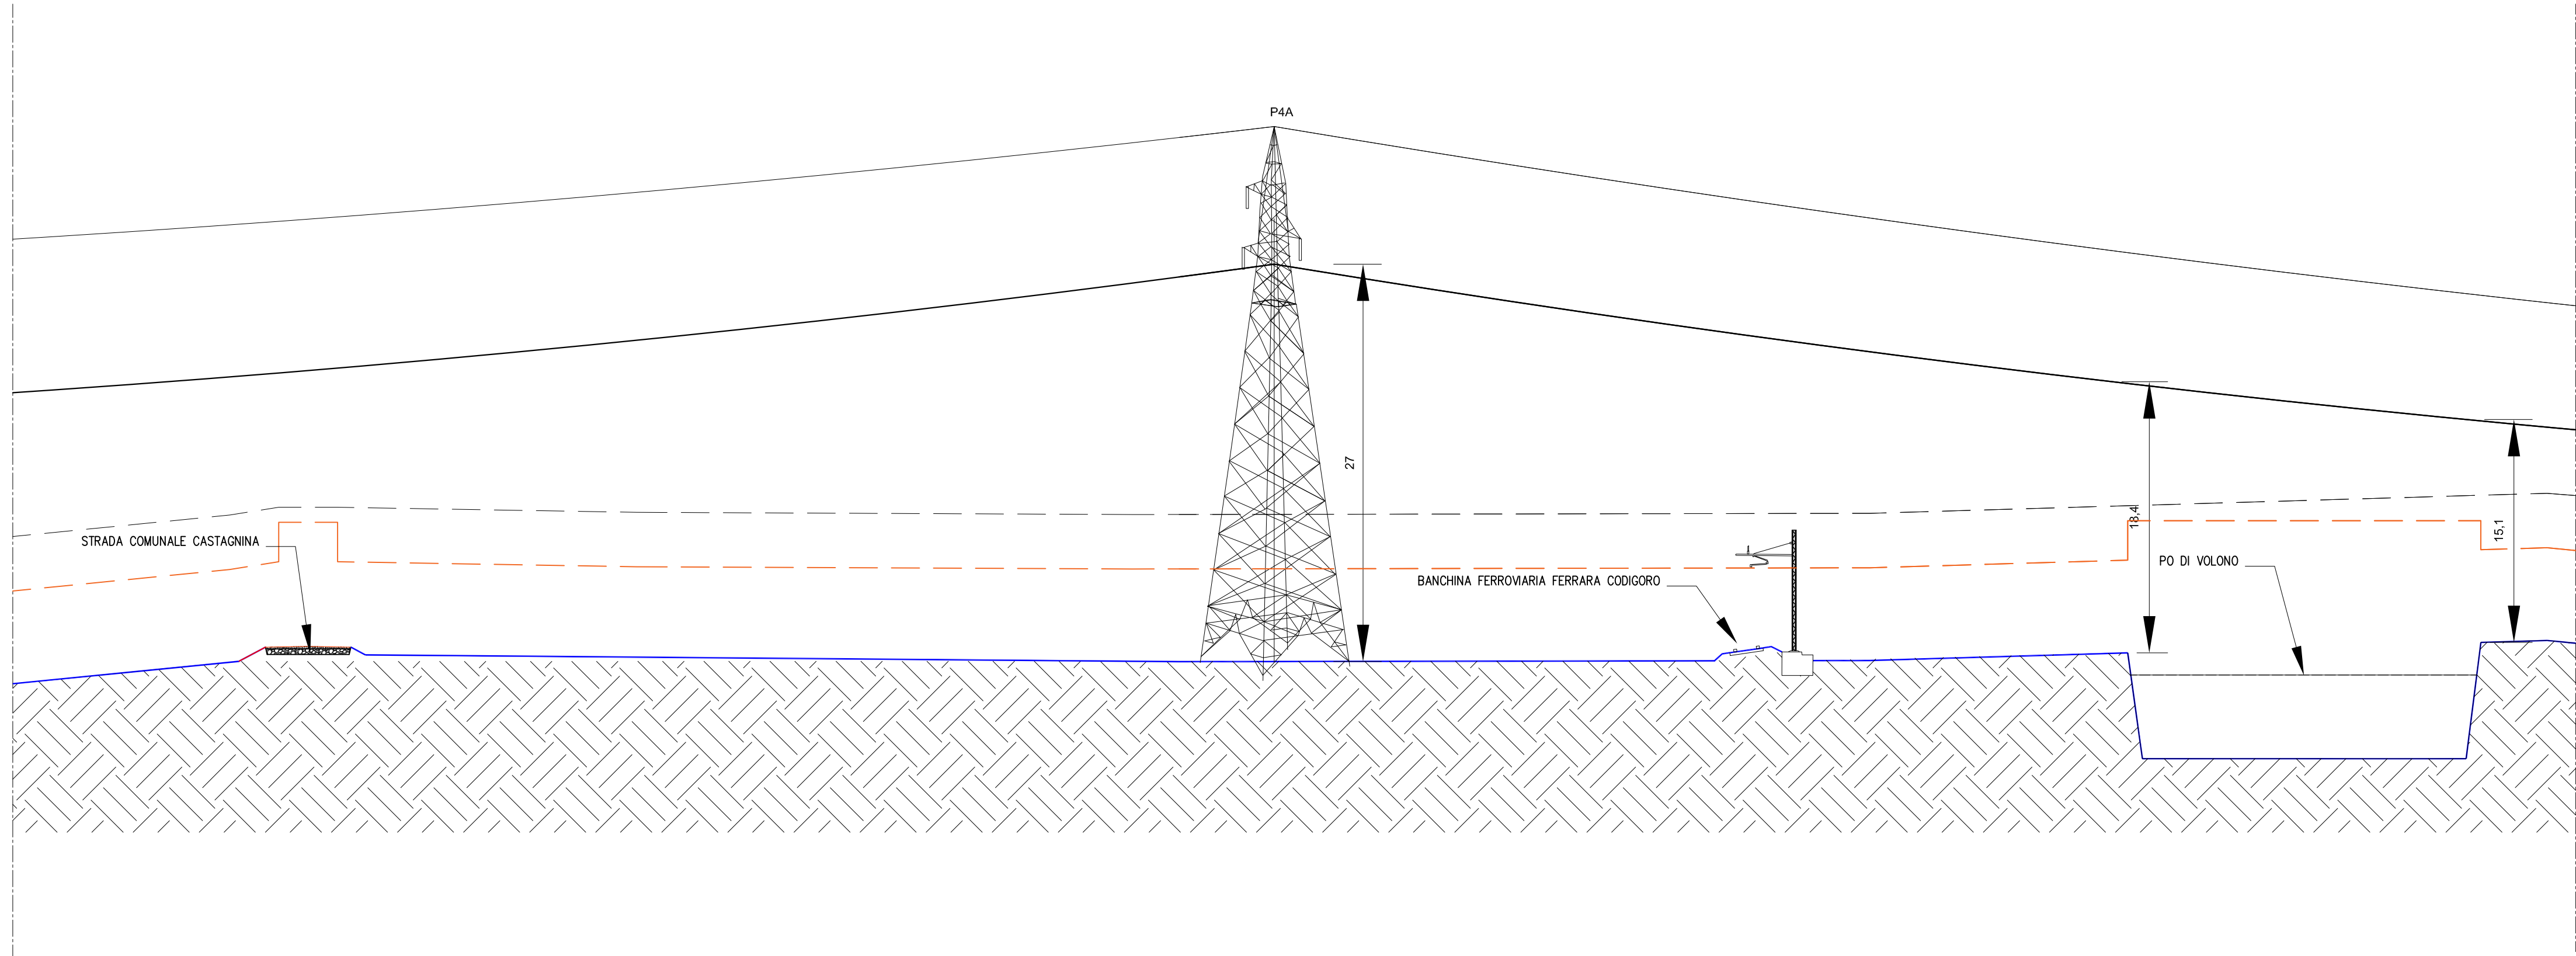 P4A
27
18,4
15,1
STRADA COMUNALE CASTAGNINA
BANCHINA FERROVIARIA FERRARA CODIGORO
PO DI VOLONO